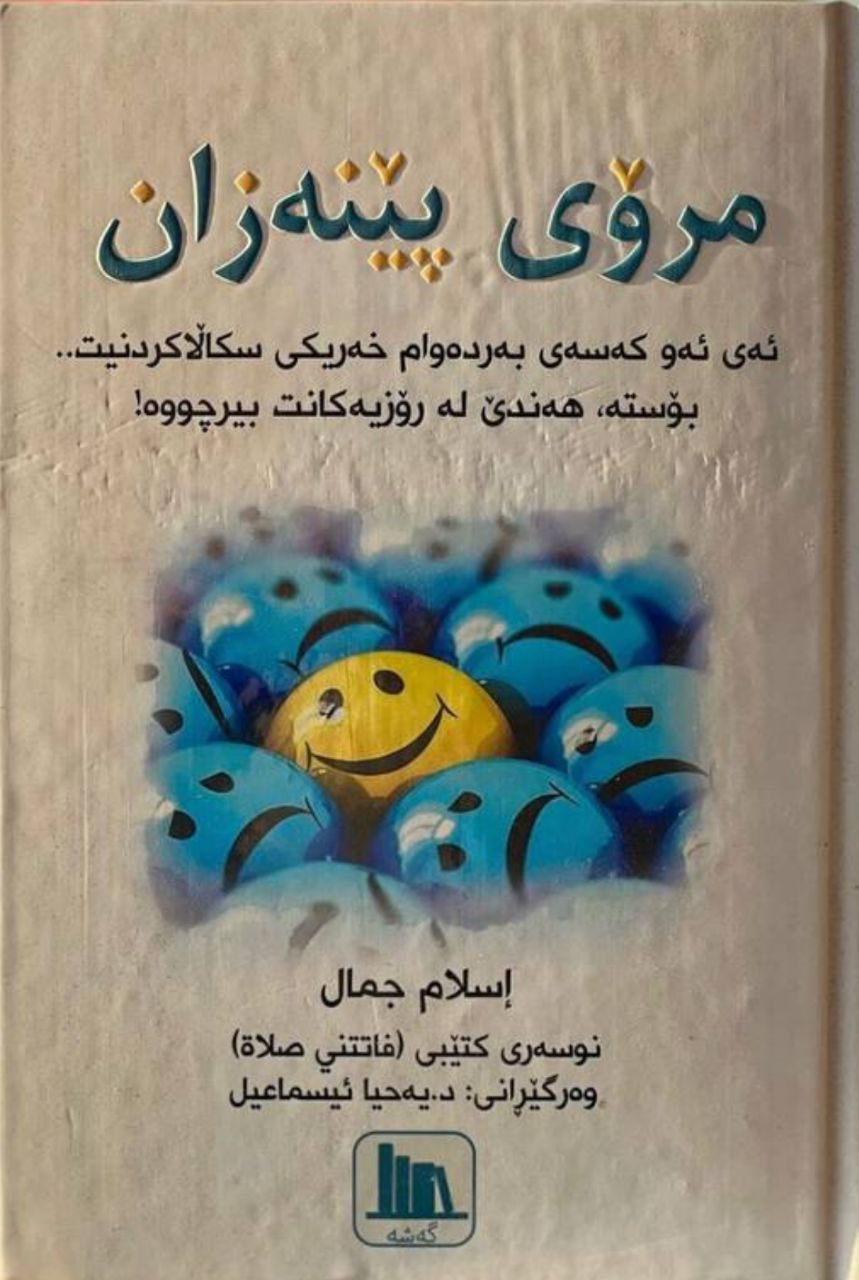 مرۆی پێنەزان
ئەی ئەو کەسەی بەردەوام خەریکی سکاڵاکردنیت..
بۆستە، هەندێ لە رۆزیەکانت بیرچووە!
إسلام جمال
نوسەری کتێبی (فاتتني صلاة)
وەرگێڕانی: د.یەحیا ئیسماعیل
گەشە